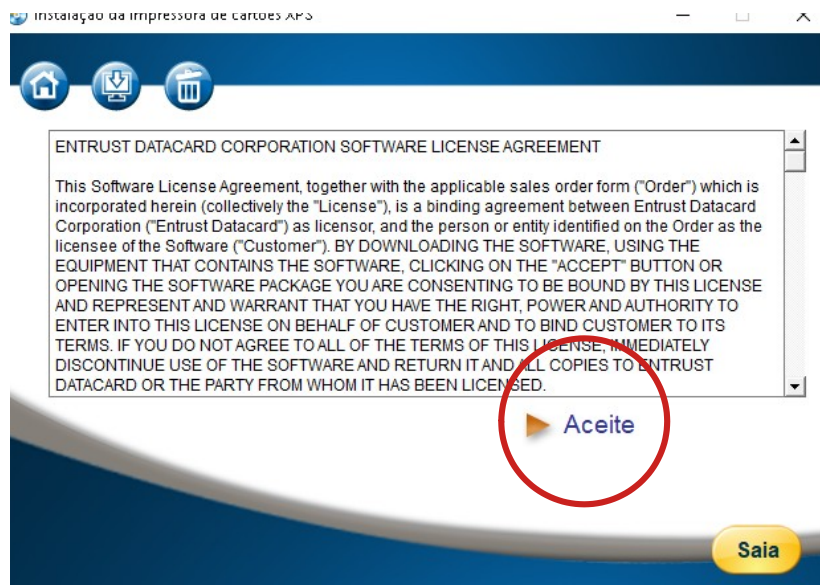 Instalação da impressora de cartões XPS
ENTRUST DATACARD CORPORATION SOFTWARE LICENSE AGREEMENT
This Software License Agreement, together with the applicable sales order form ("Order") which is
incorporated herein (collectively the "License"), is a binding agreement between Entrust Datacard
Corporation ("Entrust Datacard") as licensor, and the person or entity identified on the Order as the
licensee of the Software ("Customer"). BY DOWNLOADING THE SOFTWARE, USING THE
EQUIPMENT THAT CONTAINS THE SOFTWARE, CLICKING ON THE "ACCEPT" BUTTON OR
OPENING THE SOFTWARE PACKAGE YOU ARE CONSENTING TO BE BOUND BY THIS LICENSE
AND REPRESENT AND WARRANT THAT YOU HAVE THE RIGHT, POWER AND AUTHORITY TO
ENTER INTO THIS LICENSE ON BEHALF OF CUSTOMER AND TO BIND CUSTOMER TO ITS
TERMS. IF YOU DO NOT AGREE TO ALL OF THE TERMS OF THIS LICENSE, IMMEDIATELY
DISCONTINUE USE OF THE SOFTWARE AND RETURN IT AND ALL COPIES TO ENTRUST
DATACARD OR THE PARTY FROM WHOM IT HAS BEEN LICENSED.
Aceite
Saia